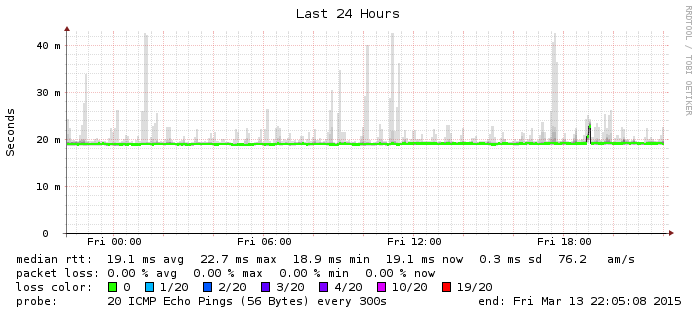 Last 24 Hours
RRDTOOL / TOBI OETIKER
Seconds
40 m
30 m
20 m
10 m
0
Fri 00:00 Fri 06:00 Fri 12:00 Fri 18:00
median rtt: 19.1 ms avg 22.7 ms max 18.9 ms min 19.1 ms now 0.3 ms sd 76.2 am/s
packet loss: 0.00 % avg 0.00 % max 0.00 % min 0.00 % now
loss color: 0 1/20 2/20 3/20 4/20 10/20 19/20
probe: 20 ICMP Echo Pings (56 Bytes) every 300s end: Fri Mar 13 22:05:08 2015